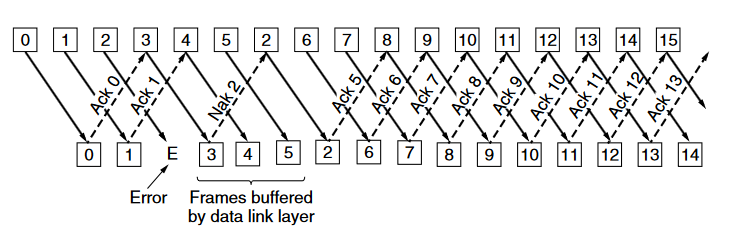 0 1 2 3 4 5 2 6 7 8 9 10 11 12 13 14 15
Ack 0 Ack 1 Nak 2 Ack 5 Ack 6 Ack 7 Ack 8 Ack 9 Ack 10 Ack 11 Ack 12 Ack 13
0 1 E 3 4 5 2 6 7 8 9 10 11 12 13 14
Error
Frames buffered
by data link layer